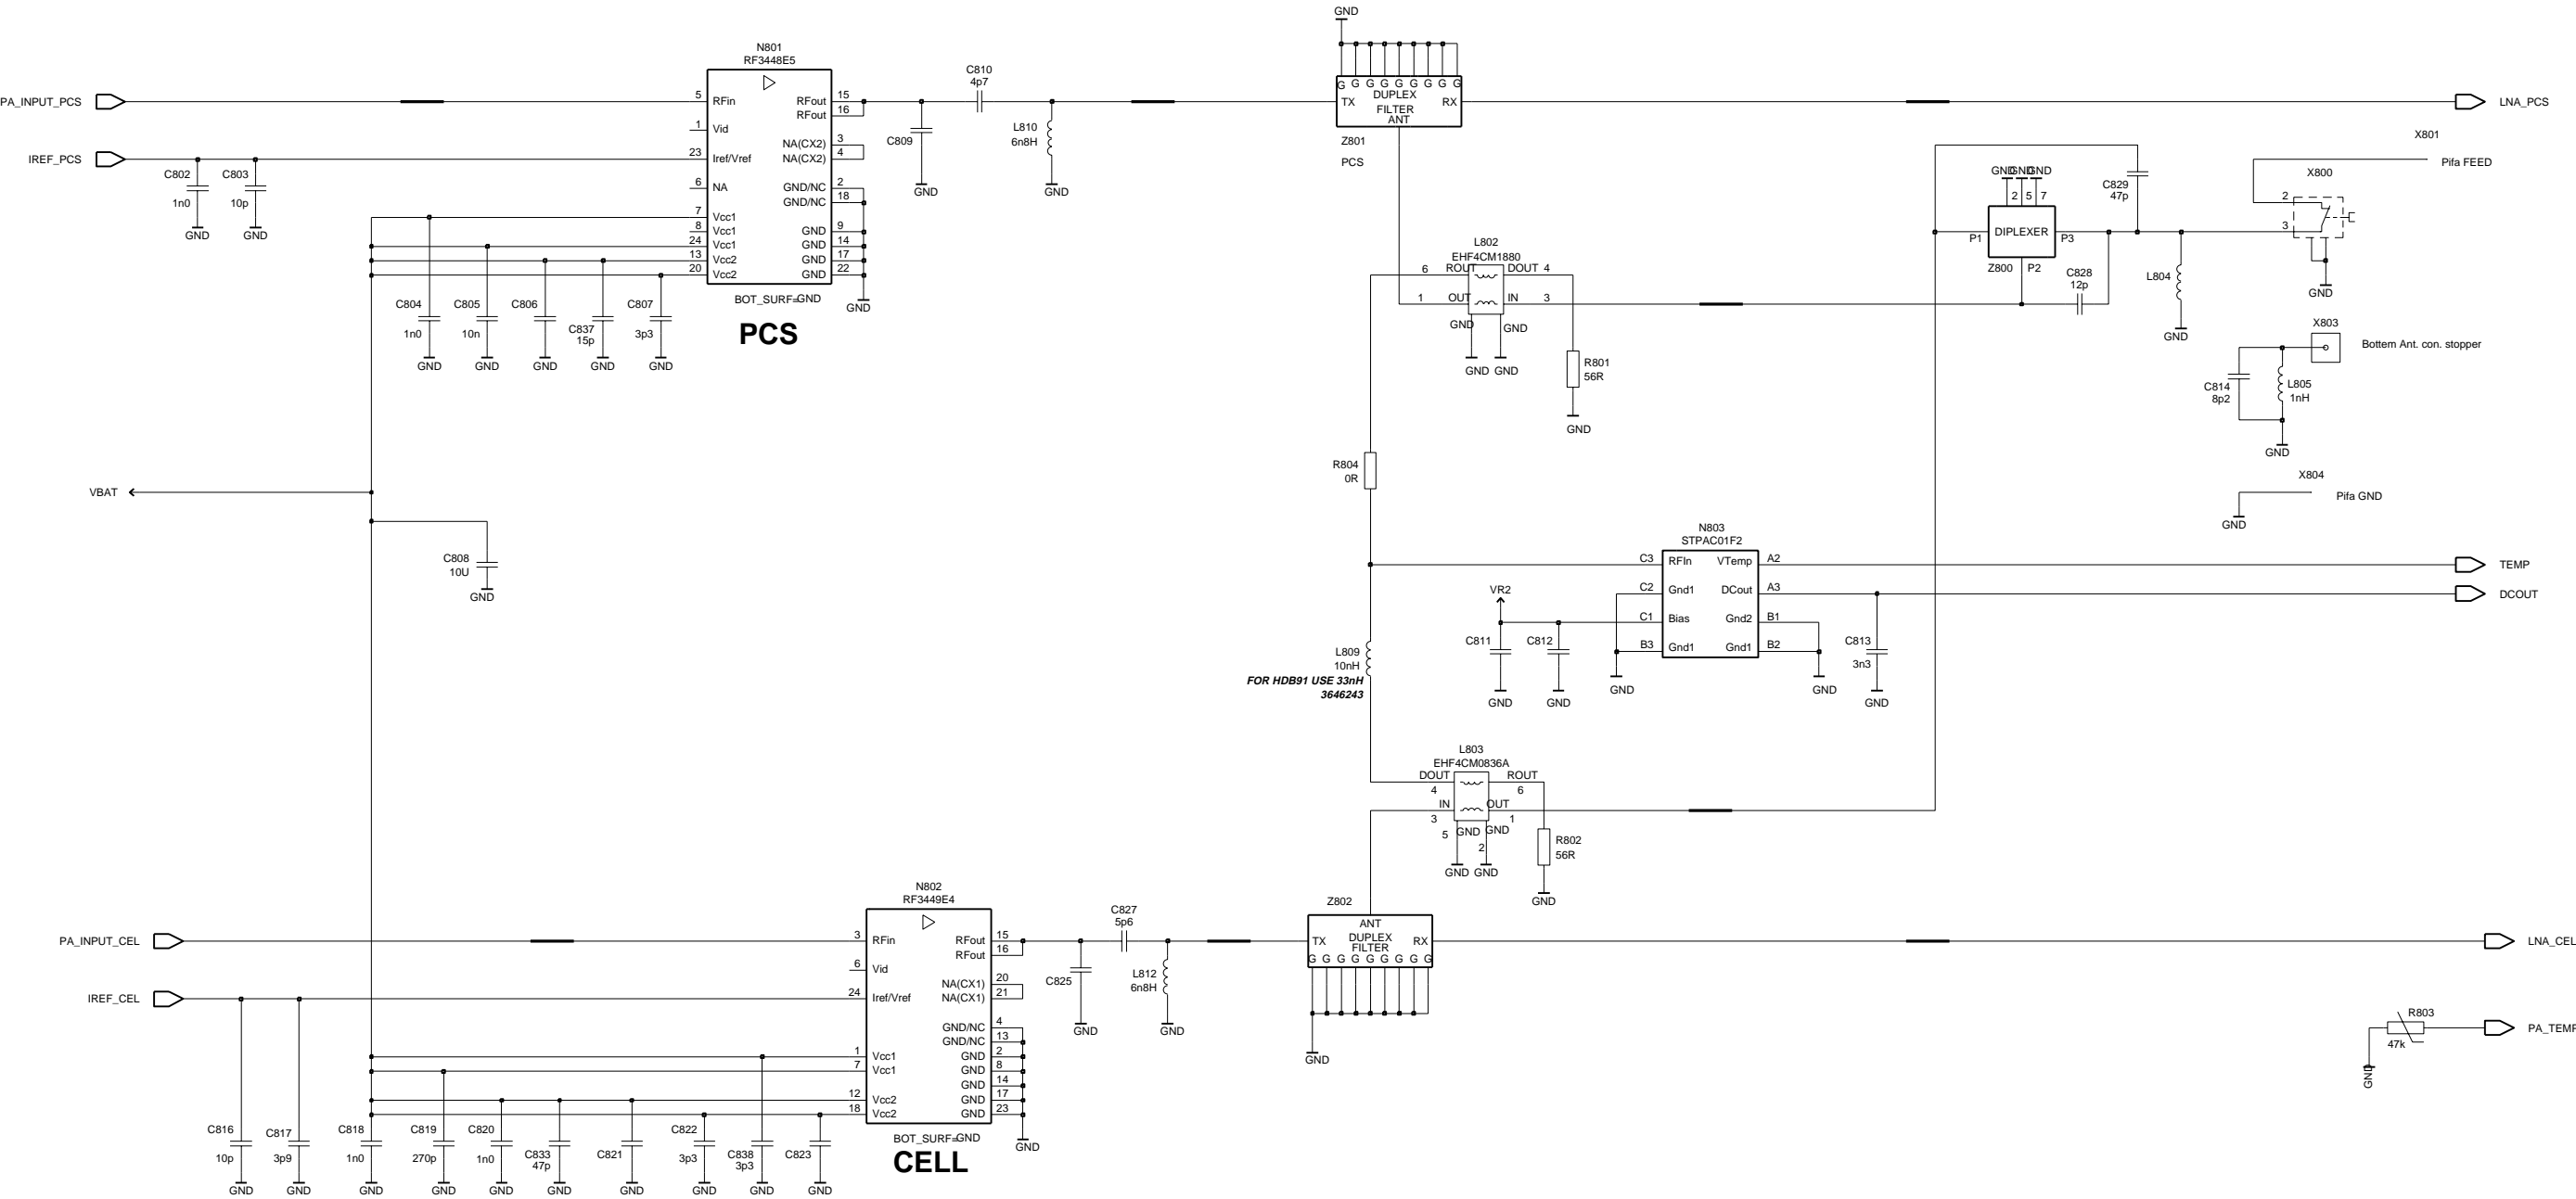 GND
N801
RF3448E5
PA_INPUT_PCS
5 RFin
RFout 15
RFout 16
1 Vid
NA(CX2) 3
NA(CX2) 4
IREF_PCS
23 Iref/Vref
6 NA
GND/NC 2
GND/NC 18
7 Vcc1
8 Vcc1
24 Vcc1
13 Vcc2
20 Vcc2
GND 9
GND 14
GND 17
GND 22
BOT_SURF=GND
GND
PCS
C802
1n0
GND
C803
10p
GND
C804
1n0
GND
C805
10n
GND
C806
GND
C837
15p
GND
C807
3p3
GND
C809
GND
C810
4p7
L810
6n8H
GND
G G G G G G G G G
TX DUPLEX RX
FILTER
ANT
Z801
PCS
LNA_PCS
X801
Pifa FEED
X800
2
3
GND
GND GND GND
2 5 7
P1 DIPLEXER P3
Z800 P2
C829
47p
C828
12p
L804
GND
X803
Bottem Ant. con. stopper
C814
8p2
L805
1nH
GND
X804
Pifa GND
GND
L802
EHF4CM1880
6 ROUT DOUT 4
1 OUT IN 3
GND GND
GND GND
R801
56R
GND
R804
0R
VBAT
C808
10U
GND
N803
STPAC01F2
C3 RFIn VTemp A2
TEMP
C2 Gnd1 DCout A3
DCOUT
VR2
C1 Bias Gnd2 B1
B3 Gnd1 Gnd1 B2
C811
GND
C812
GND
GND
GND
C813
3n3
GND
L809
10nH
FOR HDB91 USE 33nH
3646243
L803
EHF4CM0836A
DOUT ROUT
4 6
IN OUT
3 1
5 GND GND
2
GND GND
R802
56R
GND
N802
RF3449E4
PA_INPUT_CEL
3 RFin
RFout 15
RFout 16
6 Vid
NA(CX1) 20
NA(CX1) 21
IREF_CEL
24 Iref/Vref
GND/NC 4
GND/NC 13
1 Vcc1
7 Vcc1
12 Vcc2
18 Vcc2
GND 2
GND 8
GND 14
GND 17
GND 23
BOT_SURF=GND
GND
CELL
C816
10p
GND
C817
3p9
GND
C818
1n0
GND
C819
270p
GND
C820
1n0
GND
C833
47p
GND
C821
GND
C822
3p3
GND
C838
3p3
GND
C823
GND
C825
GND
C827
5p6
L812
6n8H
GND
Z802
ANT
TX DUPLEX RX
FILTER
G G G G G G G G G
GND
LNA_CEL
R803
47k
PA_TEMP
GND